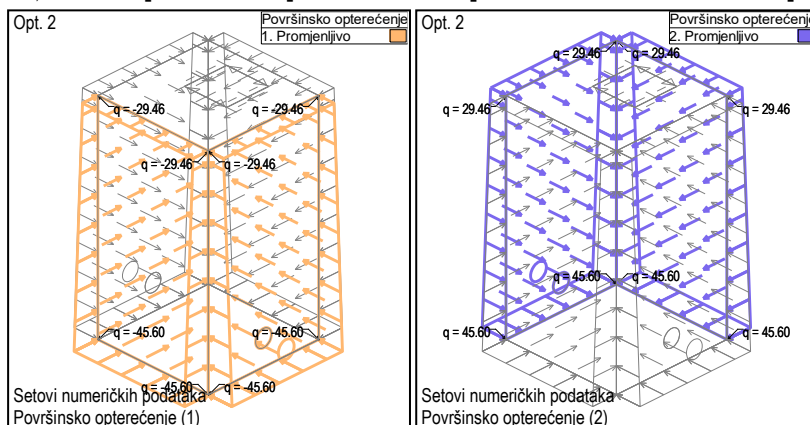 Opt. 2
Površinsko opterećenje
1. Promjenljivo
q = -29.46
q = -29.46
q = -29.46
q = -29.46
q = -45.60
q = -45.60
q = -45.60
q = -45.60
Setovi numeričkih podataka
Površinsko opterećenje (1)
Opt. 2
Površinsko opterećenje
2. Promjenljivo
q = 29.46
q = 29.46
q = 29.46
q = 29.46
q = 45.60
q = 45.60
q = 45.60
q = 45.60
Setovi numeričkih podataka
Površinsko opterećenje (2)